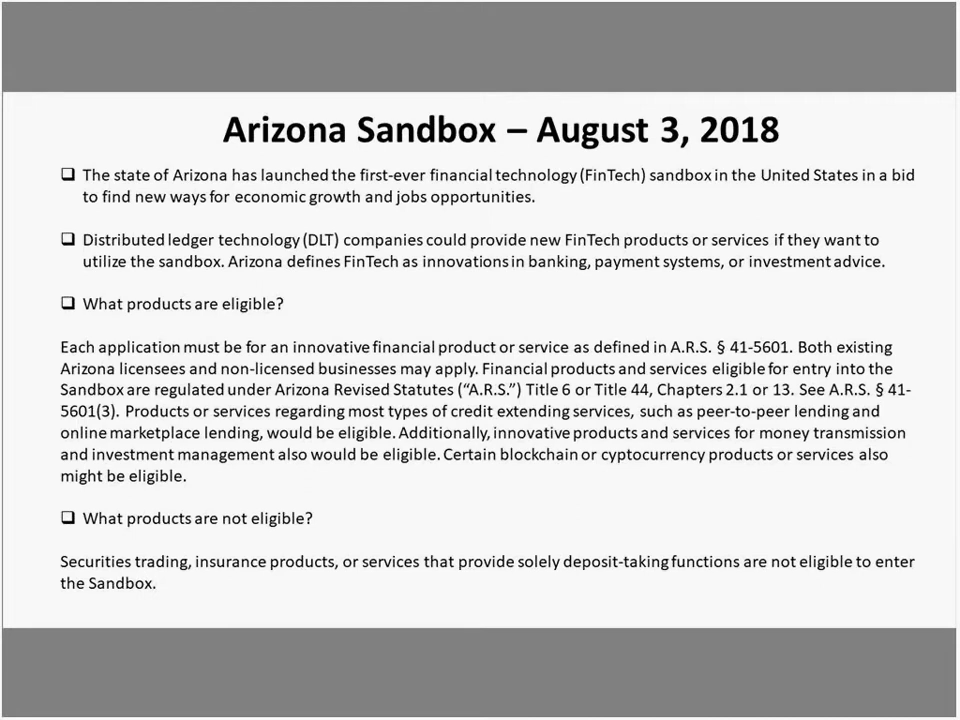 Arizona Sandbox – August 3, 2018
❑ The state of Arizona has launched the first-ever financial technology (FinTech) sandbox in the United States in a bid
to find new ways for economic growth and jobs opportunities.
❑ Distributed ledger technology (DLT) companies could provide new FinTech products or services if they want to
utilize the sandbox. Arizona defines FinTech as innovations in banking, payment systems, or investment advice.
❑ What products are eligible?
Each application must be for an innovative financial product or service as defined in A.R.S. § 41-5601. Both existing
Arizona licensees and non-licensed businesses may apply. Financial products and services eligible for entry into the
Sandbox are regulated under Arizona Revised Statutes (“A.R.S.”) Title 6 or Title 44, Chapters 2.1 or 13. See A.R.S. § 41-
5601(3). Products or services regarding most types of credit extending services, such as peer-to-peer lending and
online marketplace lending, would be eligible. Additionally, innovative products and services for money transmission
and investment management also would be eligible. Certain blockchain or cyptocurrency products or services also
might be eligible.
❑ What products are not eligible?
Securities trading, insurance products, or services that provide solely deposit-taking functions are not eligible to enter
the Sandbox.